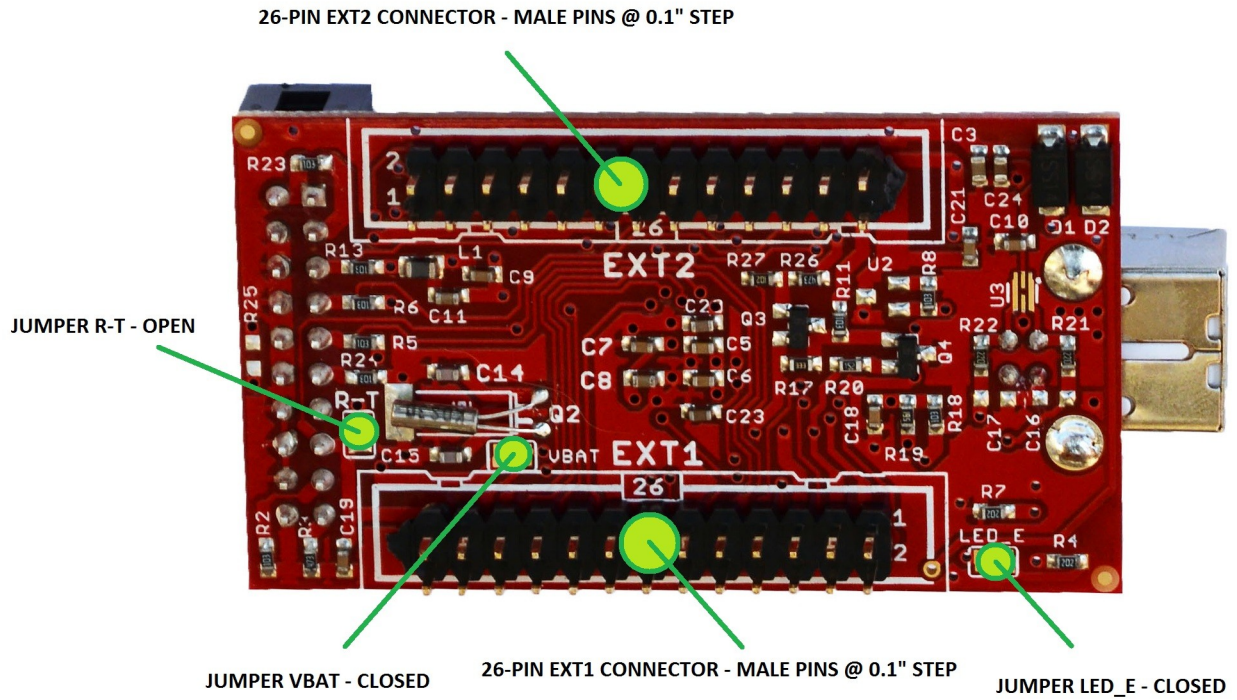 26-PIN EXT2 CONNECTOR - MALE PINS @ 0.1" STEP
C3
2
R23
1
C24
C21
C10
D1 D2
26
R13
L1
EXT2
R27 R26
U2
R8
C9
R11
U3
R25
R6
C11
C20
Q3
R22
R21
JUMPER R-T - OPEN
R5
C7
C5
Q4
R24
C14
C8
C6
R17
R20
R-T
Q2
C23
C18
R18
C17
C16
C15
VBAT
EXT1
R19
26
R7
R2
C19
1
LED_E
2
R4
JUMPER VBAT - CLOSED
26-PIN EXT1 CONNECTOR - MALE PINS @ 0.1" STEP
JUMPER LED_E - CLOSED